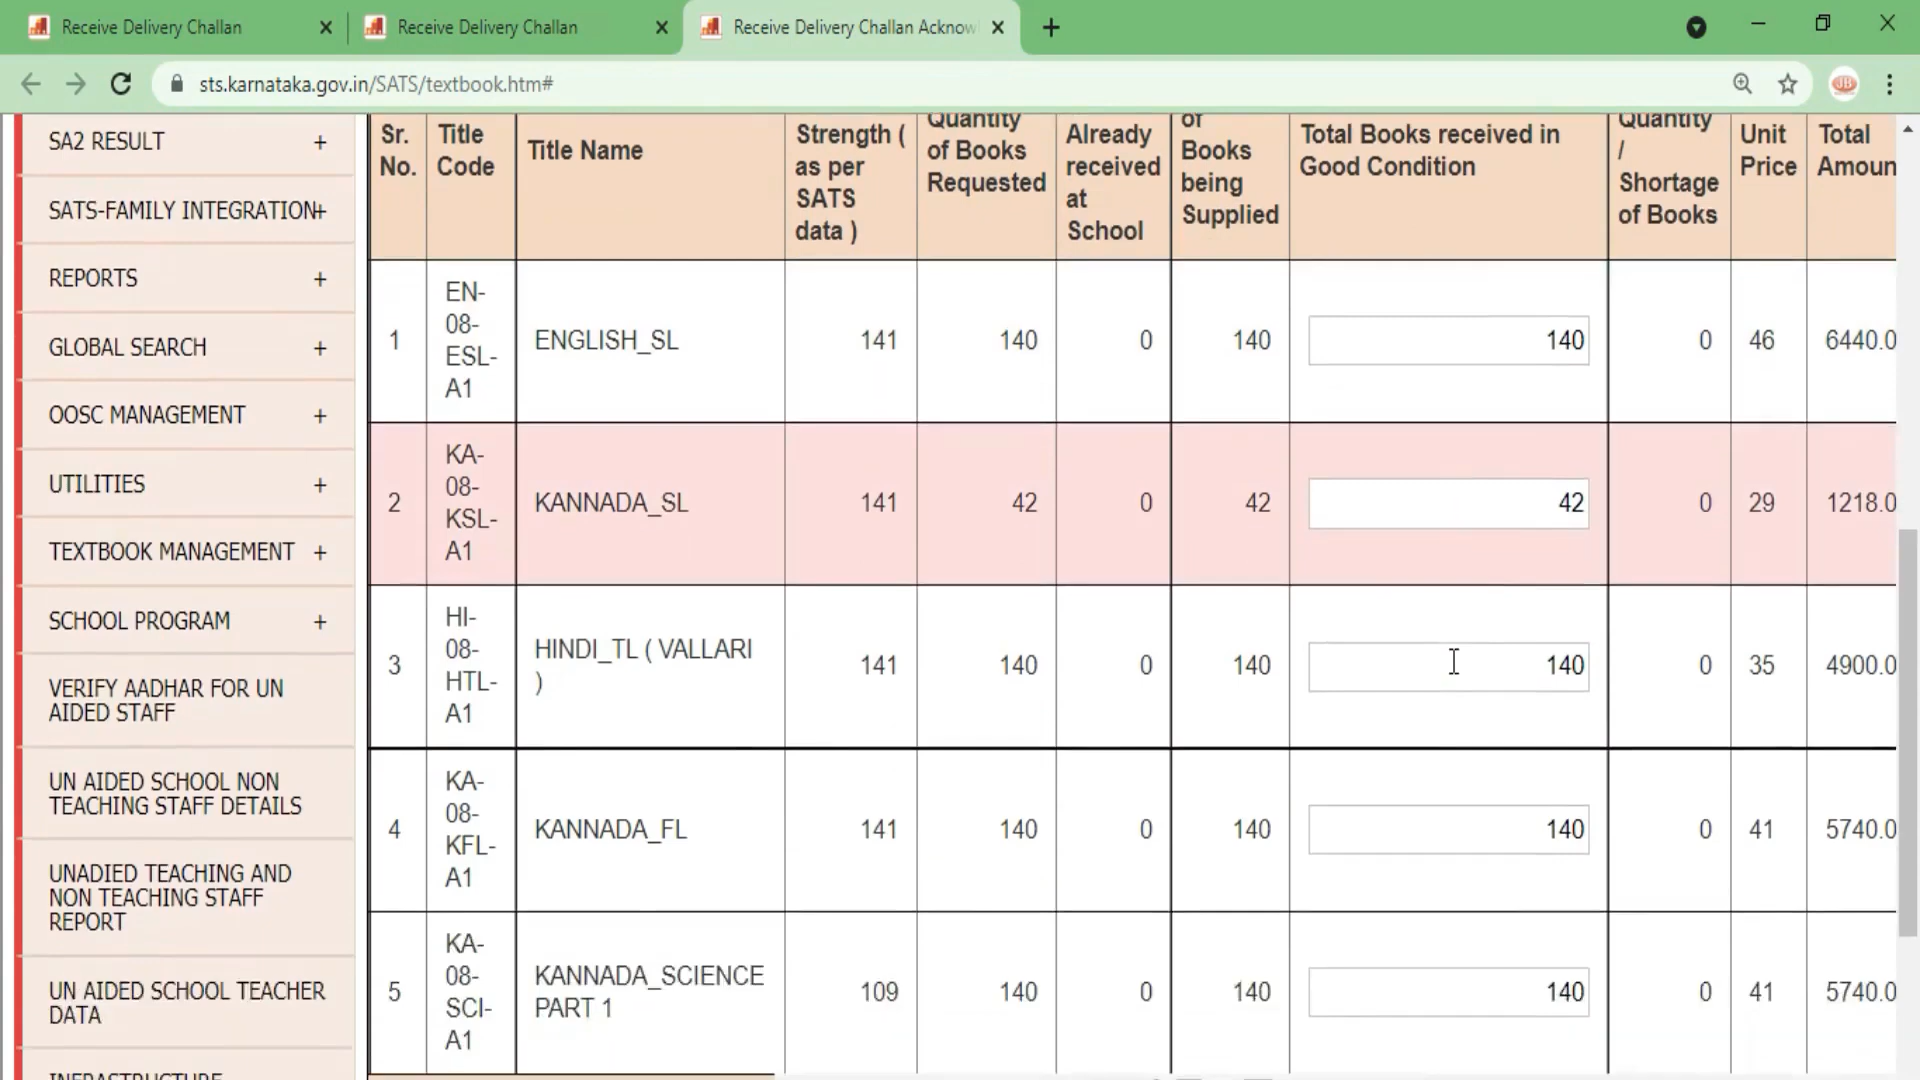 Receive Delivery Challan
Receive Delivery Challan
Receive Delivery Challan Acknow
sts.karnataka.gov.in/SATS/textbook.htm#
JB
SA2 RESULT +
SATS-FAMILY INTEGRATION+
REPORTS +
GLOBAL SEARCH +
OOSC MANAGEMENT +
UTILITIES +
TEXTBOOK MANAGEMENT +
SCHOOL PROGRAM +
VERIFY AADHAR FOR UN
AIDED STAFF
UN AIDED SCHOOL NON
TEACHING STAFF DETAILS
UNADIED TEACHING AND
NON TEACHING STAFF
REPORT
UN AIDED SCHOOL TEACHER
DATA
INFRASTRUCTURE
Sr.
No.
Title
Code
Title Name
Strength (
as per
SATS
data )
Quantity
of Books
Requested
Already
received
at
School
of
Books
being
Supplied
Total Books received in
Good Condition
Quantity
/
Shortage
of Books
Unit
Price
Total
Amoun
1
EN-
08-
ESL-
A1
ENGLISH_SL
141
140
0
140
140
0
46
6440.0
2
KA-
08-
KSL-
A1
KANNADA_SL
141
42
0
42
42
0
29
1218.0
3
HI-
08-
HTL-
A1
HINDI_TL ( VALLARI
)
141
140
0
140
140
0
35
4900.0
4
KA-
08-
KFL-
A1
KANNADA_FL
141
140
0
140
140
0
41
5740.0
5
KA-
08-
SCI-
A1
KANNADA_SCIENCE
PART 1
109
140
0
140
140
0
41
5740.0